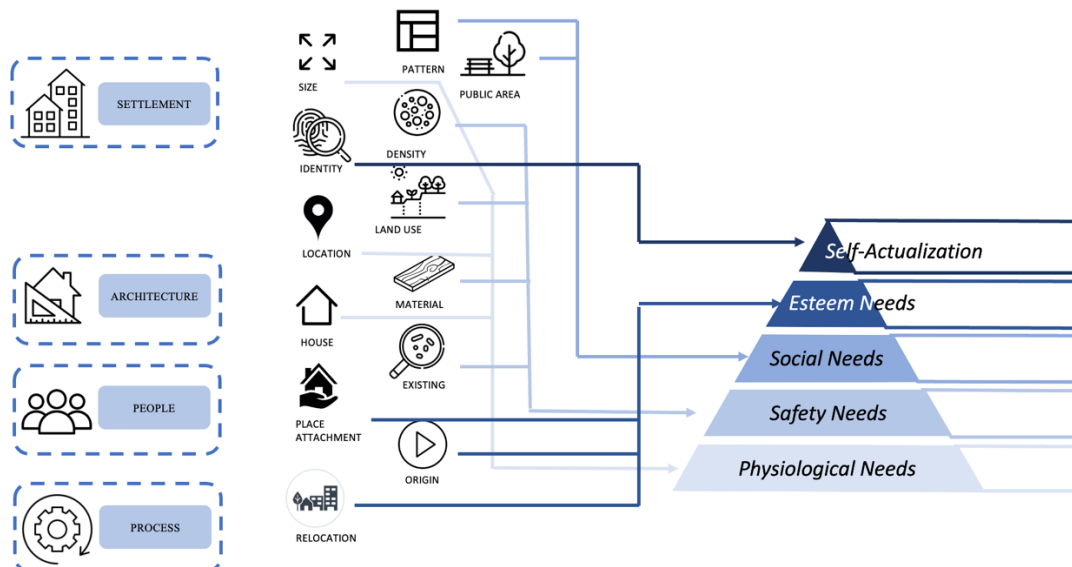 SETTLEMENT
ARCHITECTURE
PEOPLE
PROCESS
SIZE
PATTERN
PUBLIC AREA
IDENTITY
DENSITY
LOCATION
LAND USE
HOUSE
MATERIAL
PLACE
ATTACHMENT
EXISTING
ORIGIN
RELOCATION
Self-Actualization
Esteem Needs
Social Needs
Safety Needs
Physiological Needs